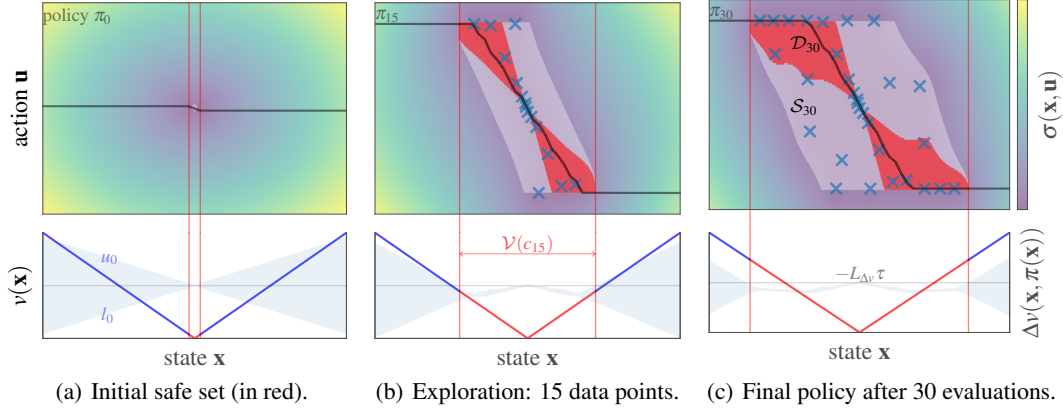 policy π₀
π₁₅
π₃₀
𝒟₃₀
𝒮₃₀
action u
σ(x, u)
𝒱(c₁₅)
u₀
l₀
−L_Δv τ
v(x)
Δv(x, π(x))
state x
state x
state x
(a) Initial safe set (in red).
(b) Exploration: 15 data points.
(c) Final policy after 30 evaluations.